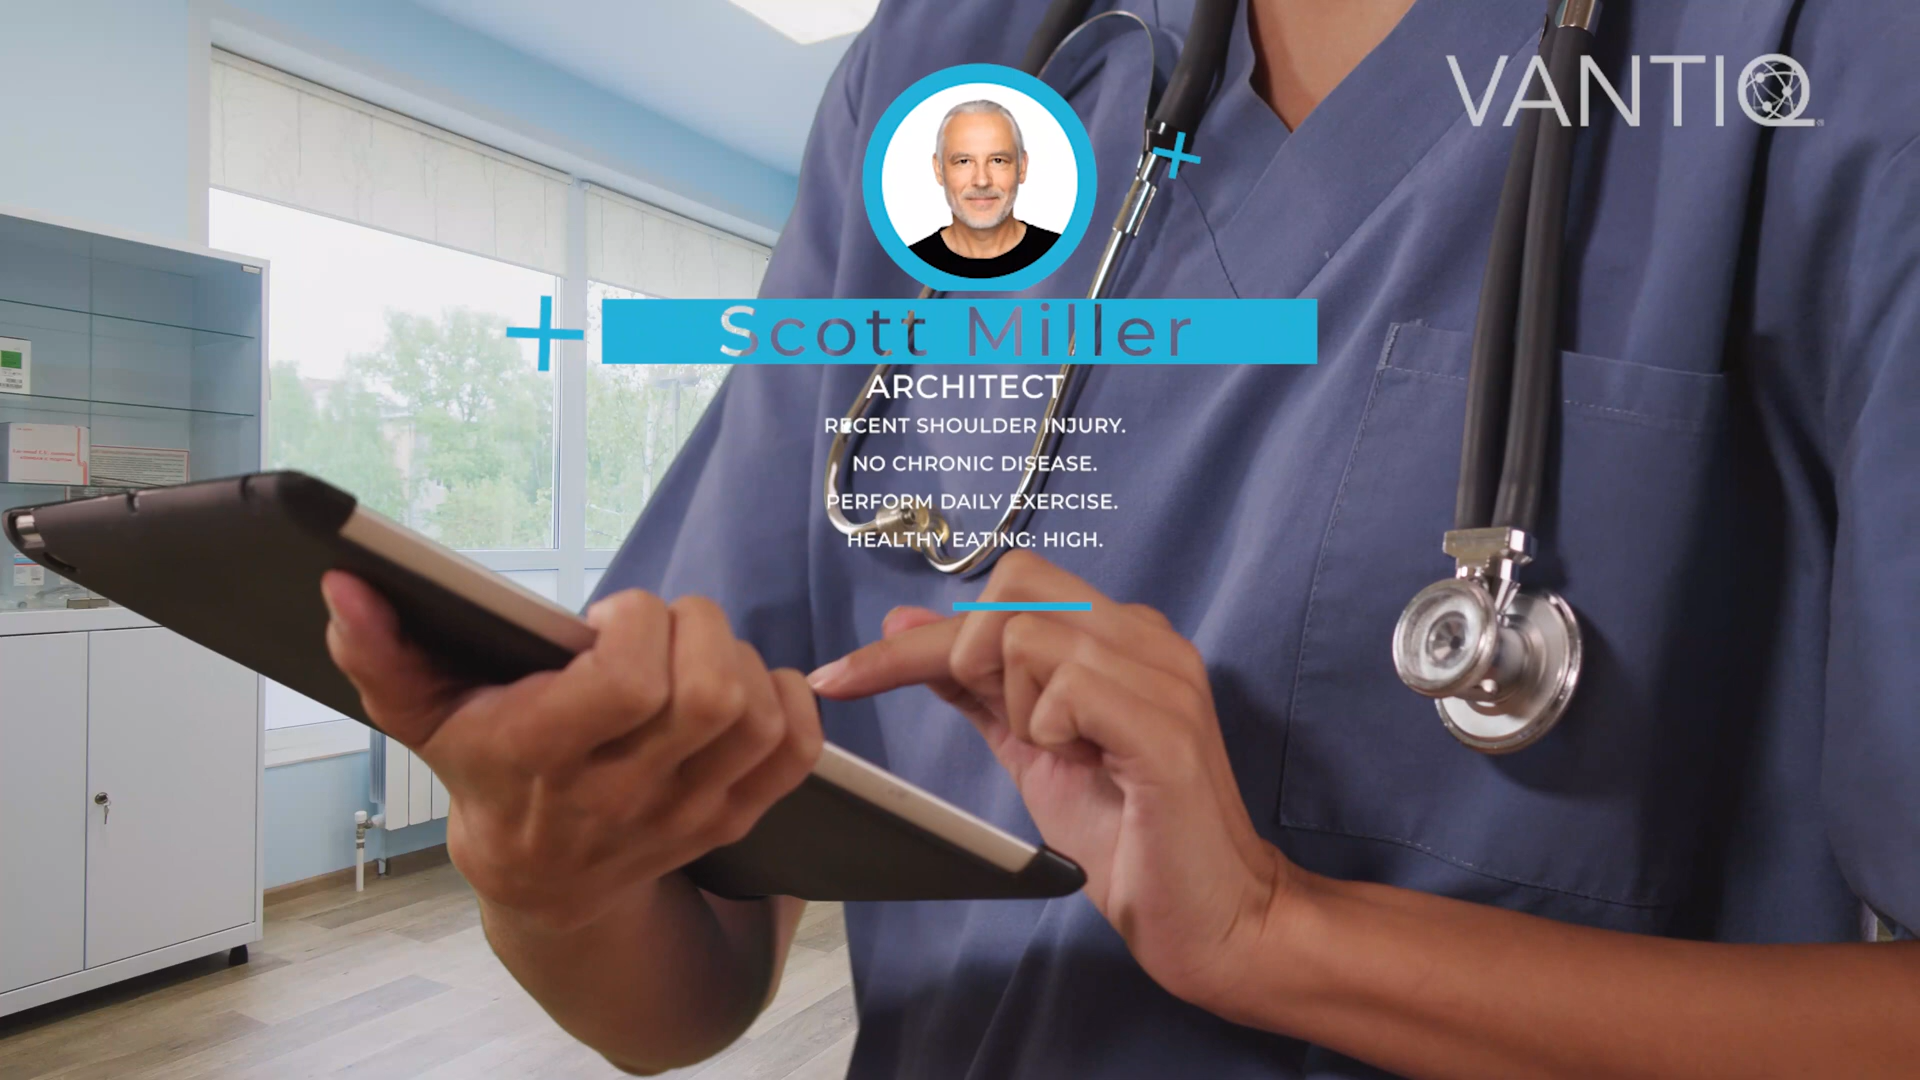 VANTIQ
Scott Miller
ARCHITECT
RECENT SHOULDER INJURY.
NO CHRONIC DISEASE.
PERFORM DAILY EXERCISE.
HEALTHY EATING: HIGH.